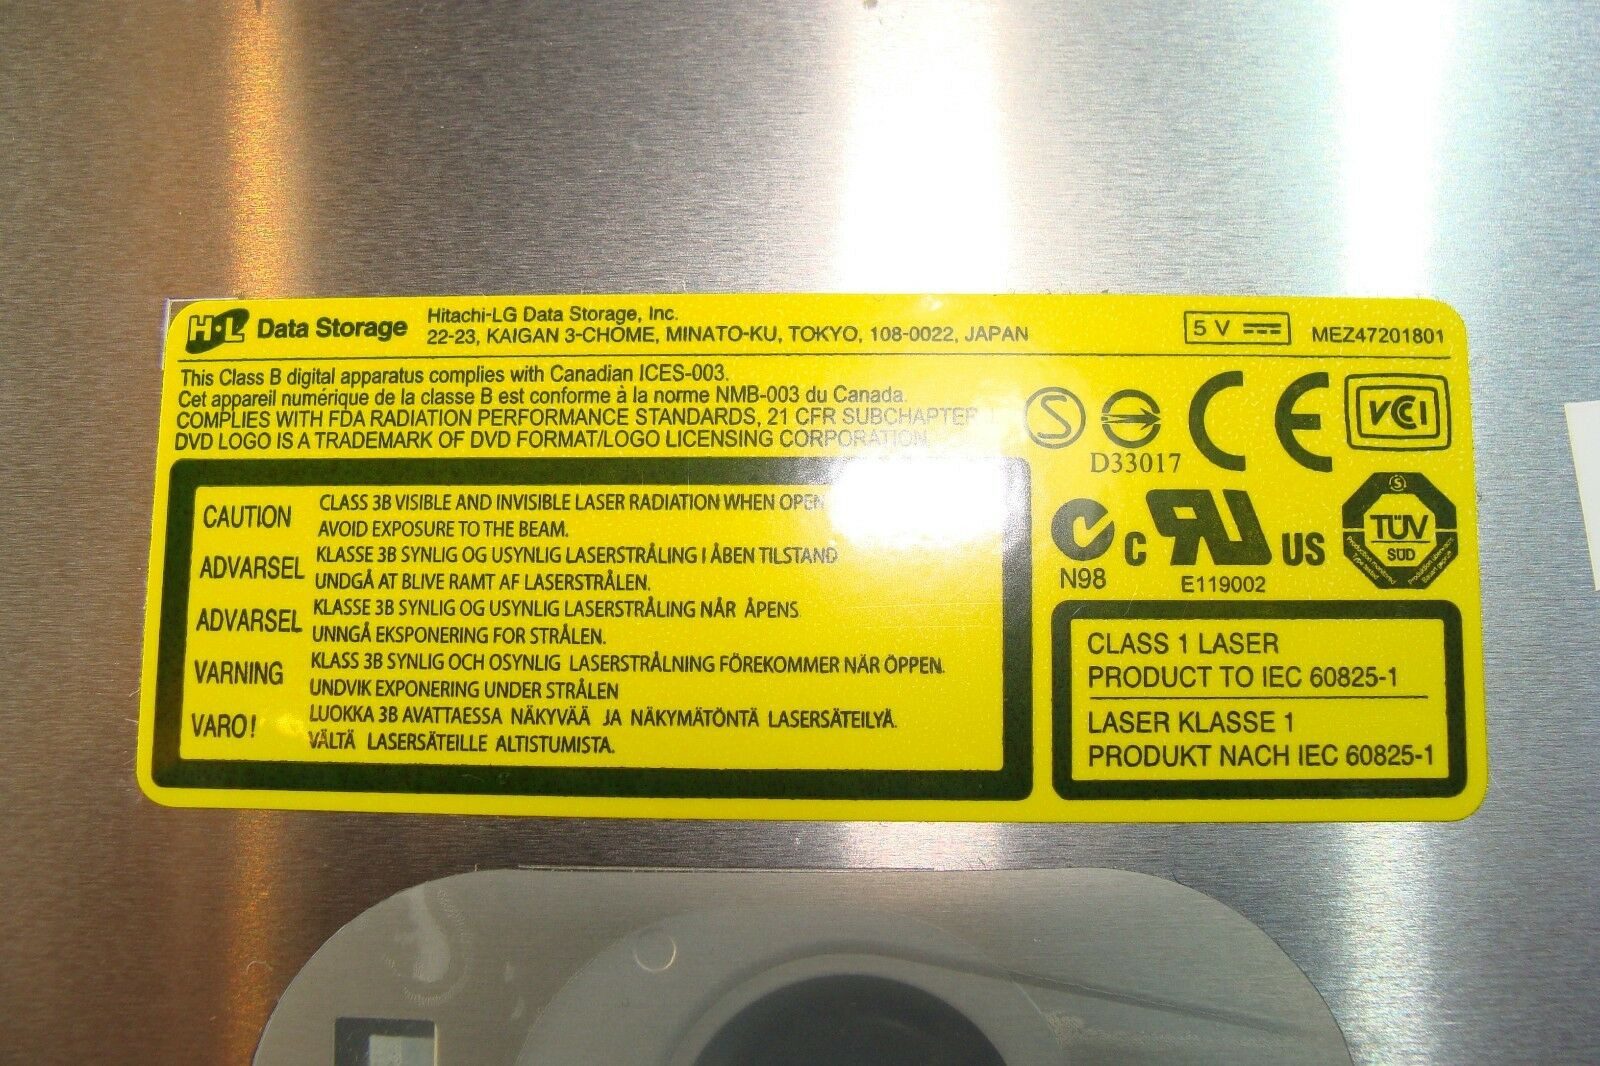 H·L Data Storage
Hitachi-LG Data Storage, Inc.
22-23, KAIGAN 3-CHOME, MINATO-KU, TOKYO, 108-0022, JAPAN
5 V
MEZ47201801
This Class B digital apparatus complies with Canadian ICES-003.
Cet appareil numérique de la classe B est conforme à la norme NMB-003 du Canada.
COMPLIES WITH FDA RADIATION PERFORMANCE STANDARDS, 21 CFR SUBCHAPTER
DVD LOGO IS A TRADEMARK OF DVD FORMAT/LOGO LICENSING CORPORATION.
S
D33017
CE
VCI
N98
C RU US
E119002
S
TÜV
SÜD
CAUTION
CLASS 3B VISIBLE AND INVISIBLE LASER RADIATION WHEN OPEN
AVOID EXPOSURE TO THE BEAM.
ADVARSEL
KLASSE 3B SYNLIG OG USYNLIG LASERSTRÅLING I ÅBEN TILSTAND
UNDGÅ AT BLIVE RAMT AF LASERSTRÅLEN.
ADVARSEL
KLASSE 3B SYNLIG OG USYNLIG LASERSTRÅLING NÅR ÅPENS
UNNGÅ EKSPONERING FOR STRÅLEN.
VARNING
KLASS 3B SYNLIG OCH OSYNLIG LASERSTRÅLNING FÖREKOMMER NÄR ÖPPEN.
UNDVIK EXPONERING UNDER STRÅLEN
VARO!
LUOKKA 3B AVATTAESSA NÄKYVÄÄ JA NÄKYMÄTÖNTÄ LASERSÄTEILYÄ.
VÄLTÄ LASERSÄTEILLE ALTISTUMISTA.
CLASS 1 LASER
PRODUCT TO IEC 60825-1
LASER KLASSE 1
PRODUKT NACH IEC 60825-1